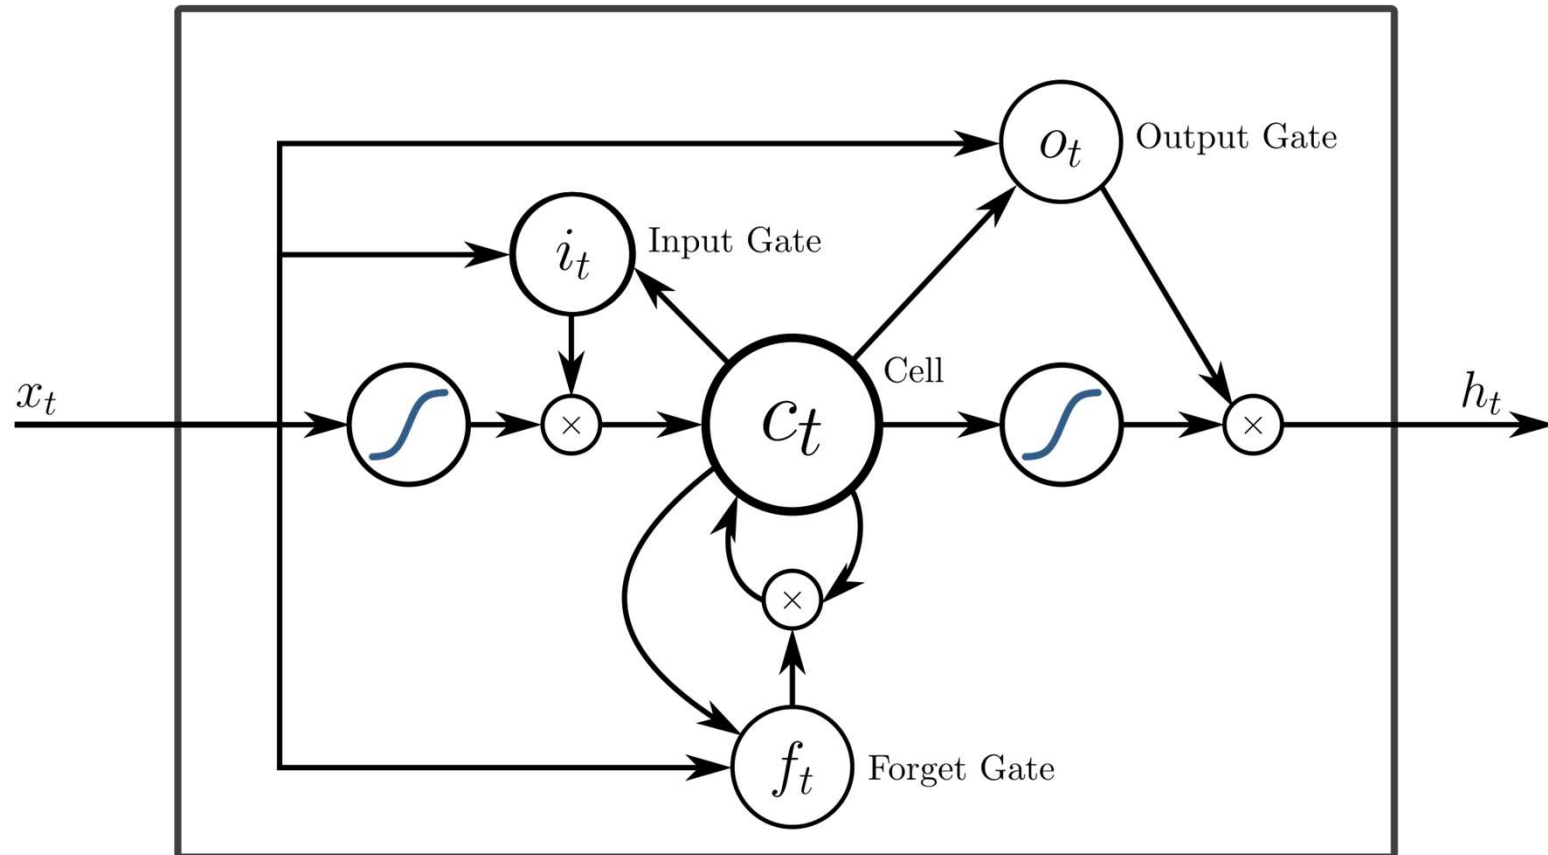 o_t Output Gate
i_t Input Gate
Cell
x_t
h_t
×
c_t
×
×
f_t Forget Gate